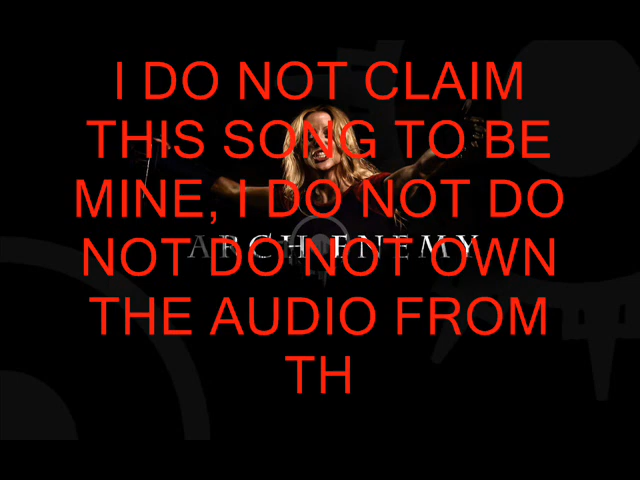 I DO NOT CLAIM
THIS SONG TO BE
MINE, I DO NOT DO
NOT DO NOT OWN
ARCH ENEMY
THE AUDIO FROM
TH